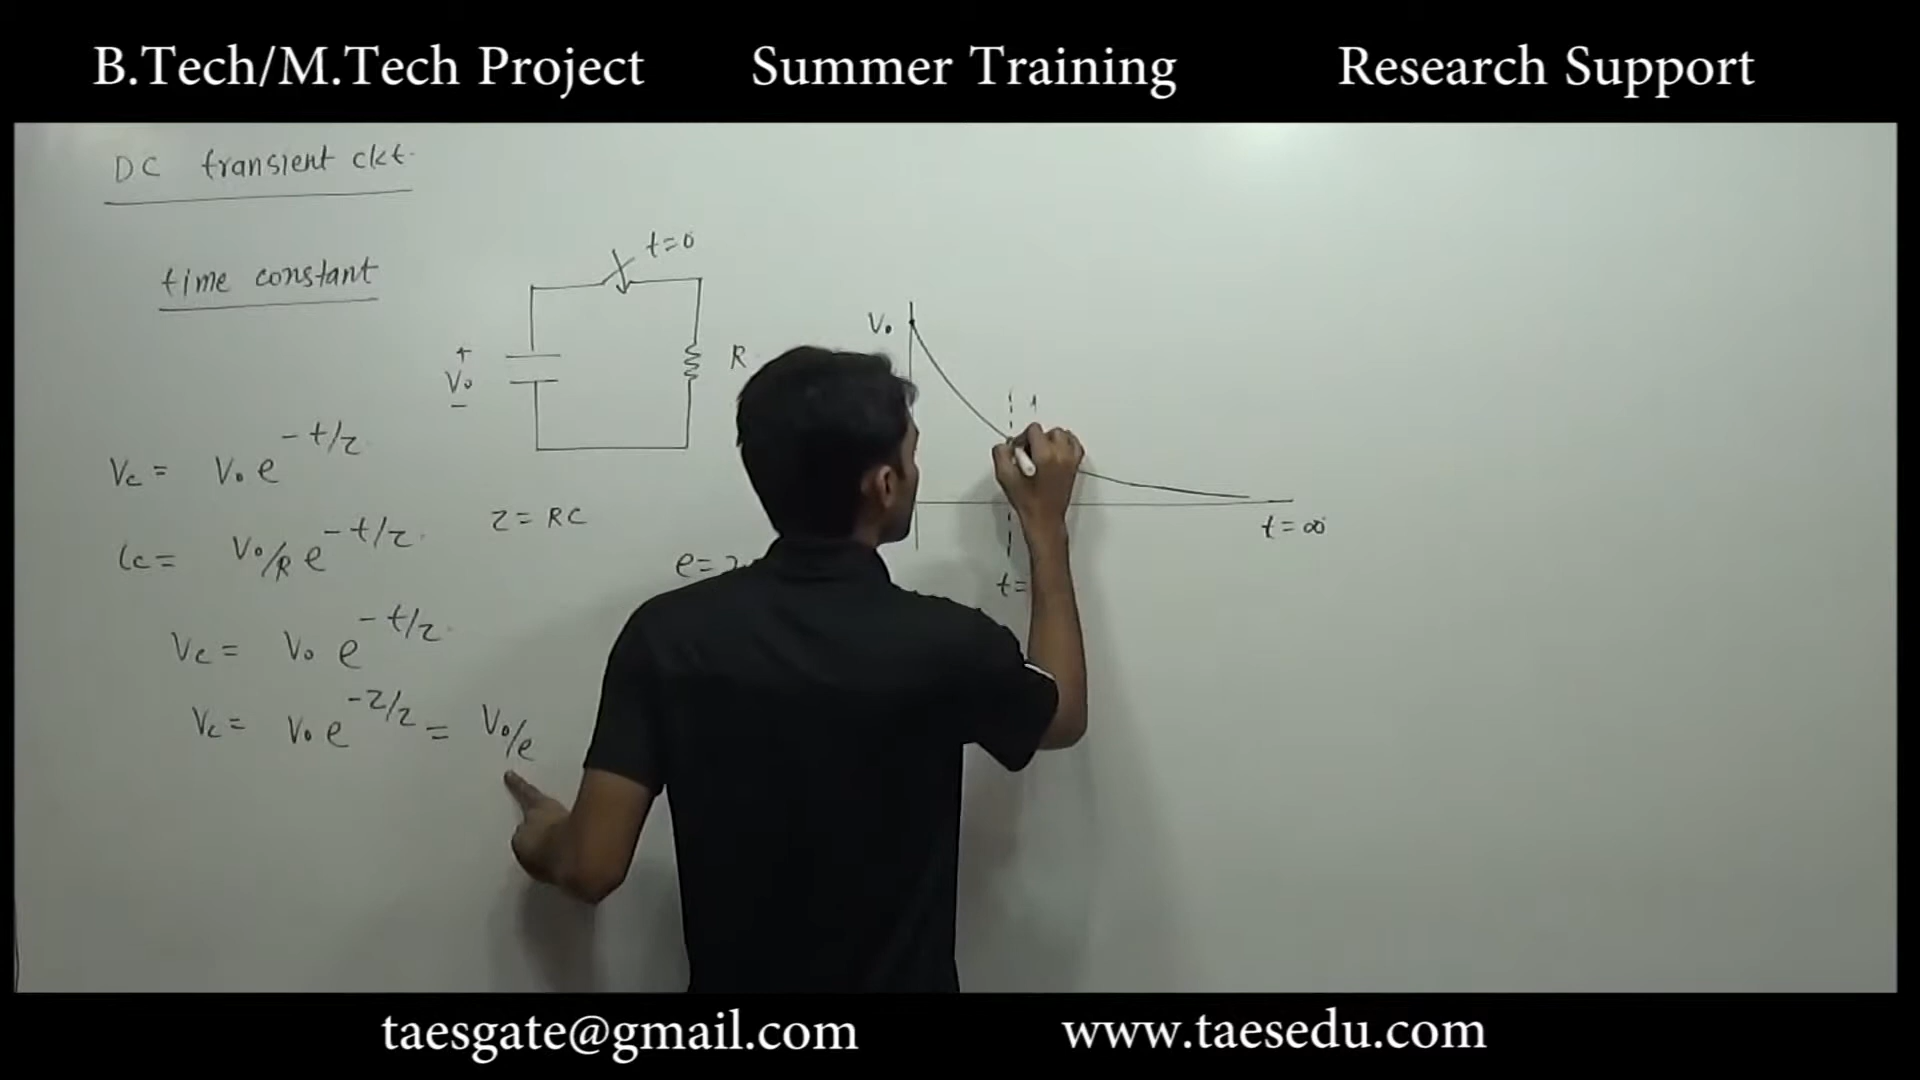 B.Tech/M.Tech Project Summer Training Research Support
DC transient ckt.
time constant
t=0
+
V₀
−
R
V₀
t = ∞
t=
Vc = V₀ e^-t/τ
ic = V₀/R e^-t/τ
τ = RC
e=2
Vc = V₀ e^-t/τ
Vc = V₀ e^-τ/τ = V₀/e
taesgate@gmail.com www.taesedu.com